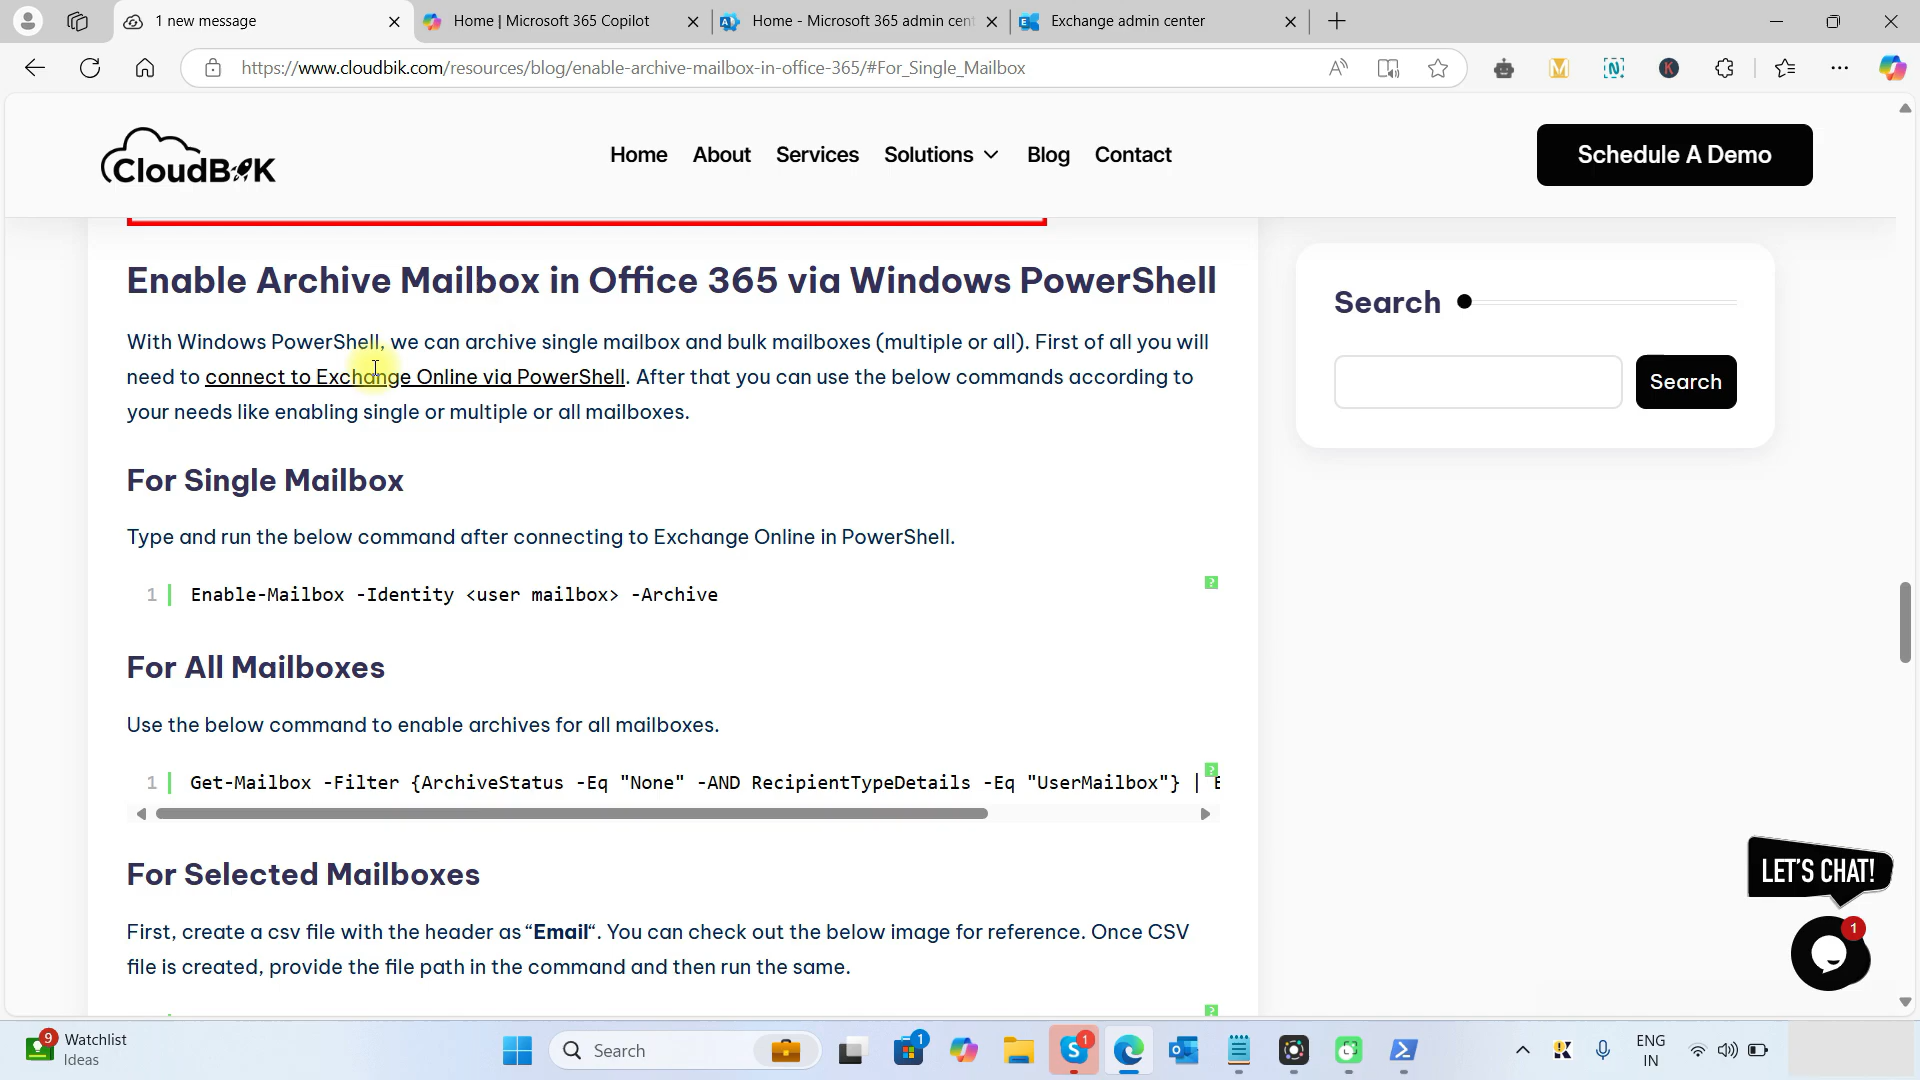 1 new message
Home | Microsoft 365 Copilot
Home - Microsoft 365 admin cent
Exchange admin center
https://www.cloudbik.com/resources/blog/enable-archive-mailbox-in-office-365/#For_Single_Mailbox
CloudBik
Home
About
Services
Solutions
Blog
Contact
Schedule A Demo
Enable Archive Mailbox in Office 365 via Windows PowerShell
With Windows PowerShell, we can archive single mailbox and bulk mailboxes (multiple or all). First of all you will
need to connect to Exchange Online via PowerShell. After that you can use the below commands according to
your needs like enabling single or multiple or all mailboxes.
Search
Search
For Single Mailbox
Type and run the below command after connecting to Exchange Online in PowerShell.
?
1 Enable-Mailbox -Identity <user mailbox> -Archive
For All Mailboxes
Use the below command to enable archives for all mailboxes.
?
1 Get-Mailbox -Filter {ArchiveStatus -Eq "None" -AND RecipientTypeDetails -Eq "UserMailbox"} | E
For Selected Mailboxes
First, create a csv file with the header as “Email“. You can check out the below image for reference. Once CSV
file is created, provide the file path in the command and then run the same.
?
LET'S CHAT!
1
9
Watchlist
Ideas
Search
1
1
ENG
IN